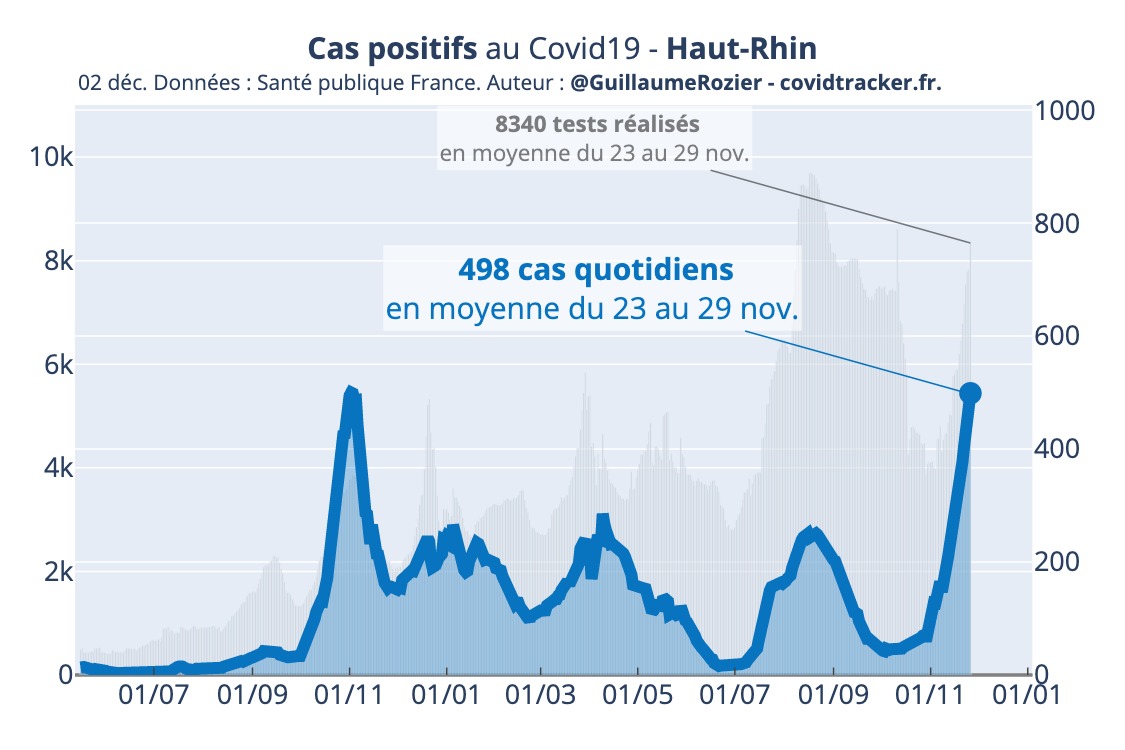 Cas positifs au Covid19 - Haut-Rhin
02 déc. Données : Santé publique France. Auteur : @GuillaumeRozier - covidtracker.fr.
8340 tests réalisés
en moyenne du 23 au 29 nov.
498 cas quotidiens
en moyenne du 23 au 29 nov.
10k
8k
6k
4k
2k
0
1000
800
600
400
200
0
01/07 01/09 01/11 01/01 01/03 01/05 01/07 01/09 01/11 01/01